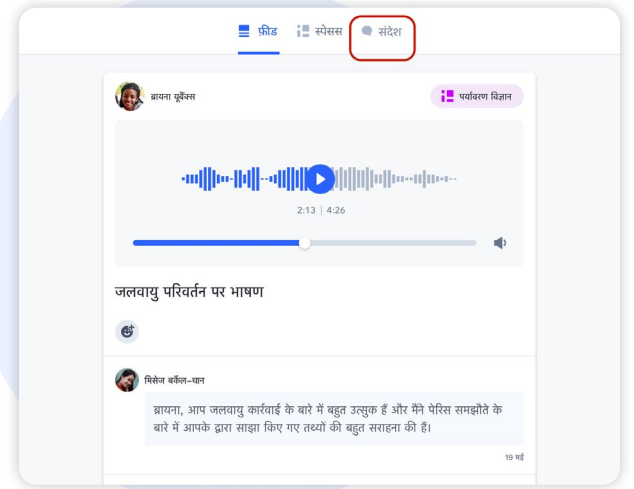 फ़ीड स्पेसस संदेश
ब्रायना यूबैंक्स पर्यावरण विज्ञान
2:13 | 4:26
जलवायु परिवर्तन पर भाषण
मिसेज बर्केल-चान
ब्रायना, आप जलवायु कार्रवाई के बारे में बहुत उत्सुक हैं और मैंने पेरिस समझौते के
बारे में आपके द्वारा साझा किए गए तथ्यों की बहुत सराहना की हैं।
19 मई